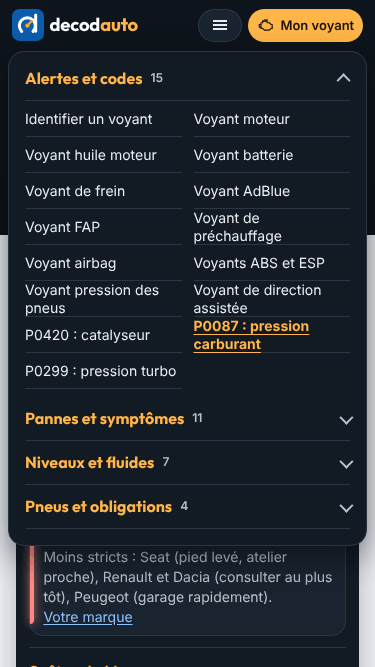 decodauto
Mon voyant
Alertes et codes 15
Identifier un voyant
Voyant moteur
Voyant huile moteur
Voyant batterie
Voyant de frein
Voyant AdBlue
Voyant FAP
Voyant de
préchauffage
Voyant airbag
Voyants ABS et ESP
Voyant pression des
pneus
Voyant de direction
assistée
P0420 : catalyseur
P0087 : pression
carburant
P0299 : pression turbo
Pannes et symptômes 11
Niveaux et fluides 7
Pneus et obligations 4
Moins stricts : Seat (pied levé, atelier
proche), Renault et Dacia (consulter au plus
tôt), Peugeot (garage rapidement).
Votre marque